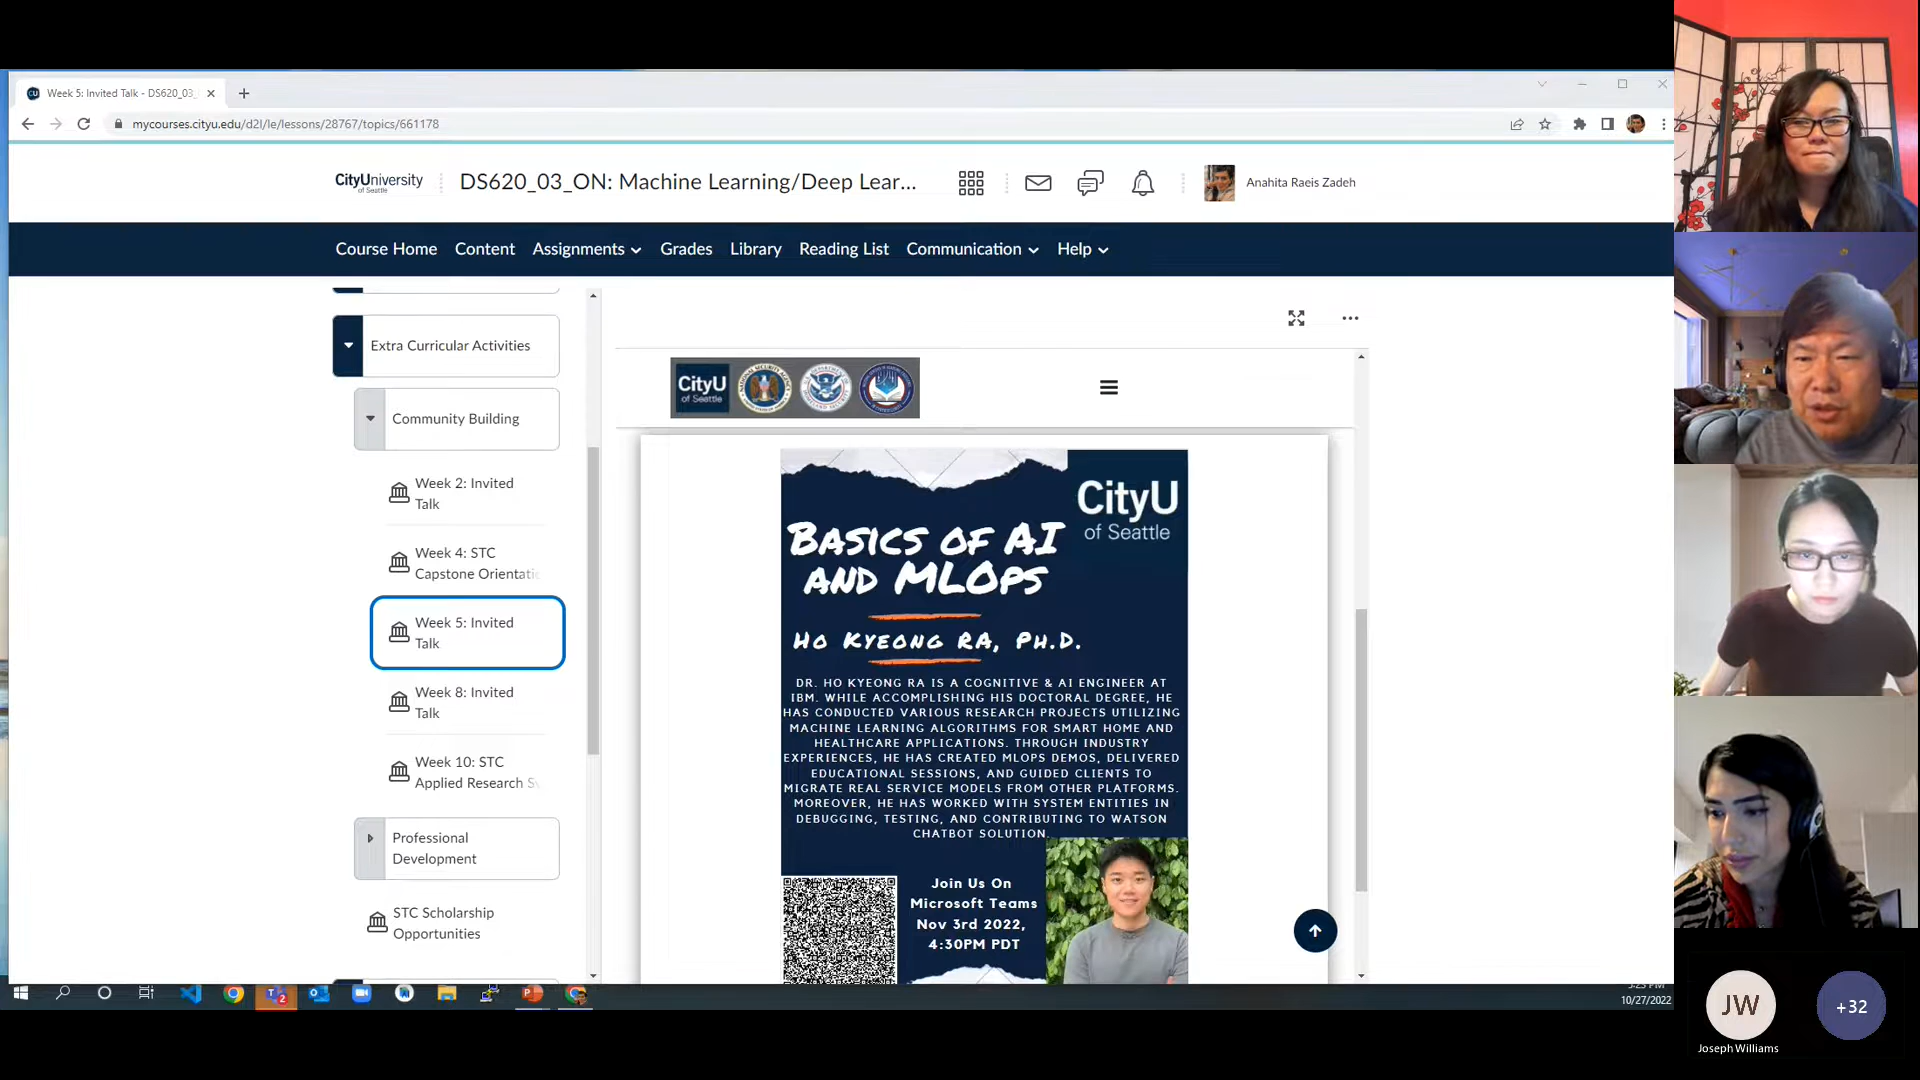 Week 5: Invited Talk - DS620_03_
mycourses.cityu.edu/d2l/le/lessons/28767/topics/661178
CityUniversity
of Seattle
DS620_03_ON: Machine Learning/Deep Lear...
Anahita Raeis Zadeh
Course Home Content Assignments Grades Library Reading List Communication Help
Extra Curricular Activities
Community Building
Week 2: Invited
Talk
Week 4: STC
Capstone Orientatio
Week 5: Invited
Talk
Week 8: Invited
Talk
Week 10: STC
Applied Research Sy
Professional
Development
STC Scholarship
Opportunities
CityU
of Seattle
CityU
of Seattle
BASICS OF AI
AND MLOPS
HO KYEONG RA, PH.D.
DR. HO KYEONG RA IS A COGNITIVE & AI ENGINEER AT
IBM. WHILE ACCOMPLISHING HIS DOCTORAL DEGREE, HE
HAS CONDUCTED VARIOUS RESEARCH PROJECTS UTILIZING
MACHINE LEARNING ALGORITHMS FOR SMART HOME AND
HEALTHCARE APPLICATIONS. THROUGH INDUSTRY
EXPERIENCES, HE HAS CREATED MLOPS DEMOS, DELIVERED
EDUCATIONAL SESSIONS, AND GUIDED CLIENTS TO
MIGRATE REAL SERVICE MODELS FROM OTHER PLATFORMS.
MOREOVER, HE HAS WORKED WITH SYSTEM ENTITIES IN
DEBUGGING, TESTING, AND CONTRIBUTING TO WATSON
CHATBOT SOLUTION.
Join Us On
Microsoft Teams
Nov 3rd 2022,
4:30PM PDT
10/27/2022
JW
Joseph Williams
+32